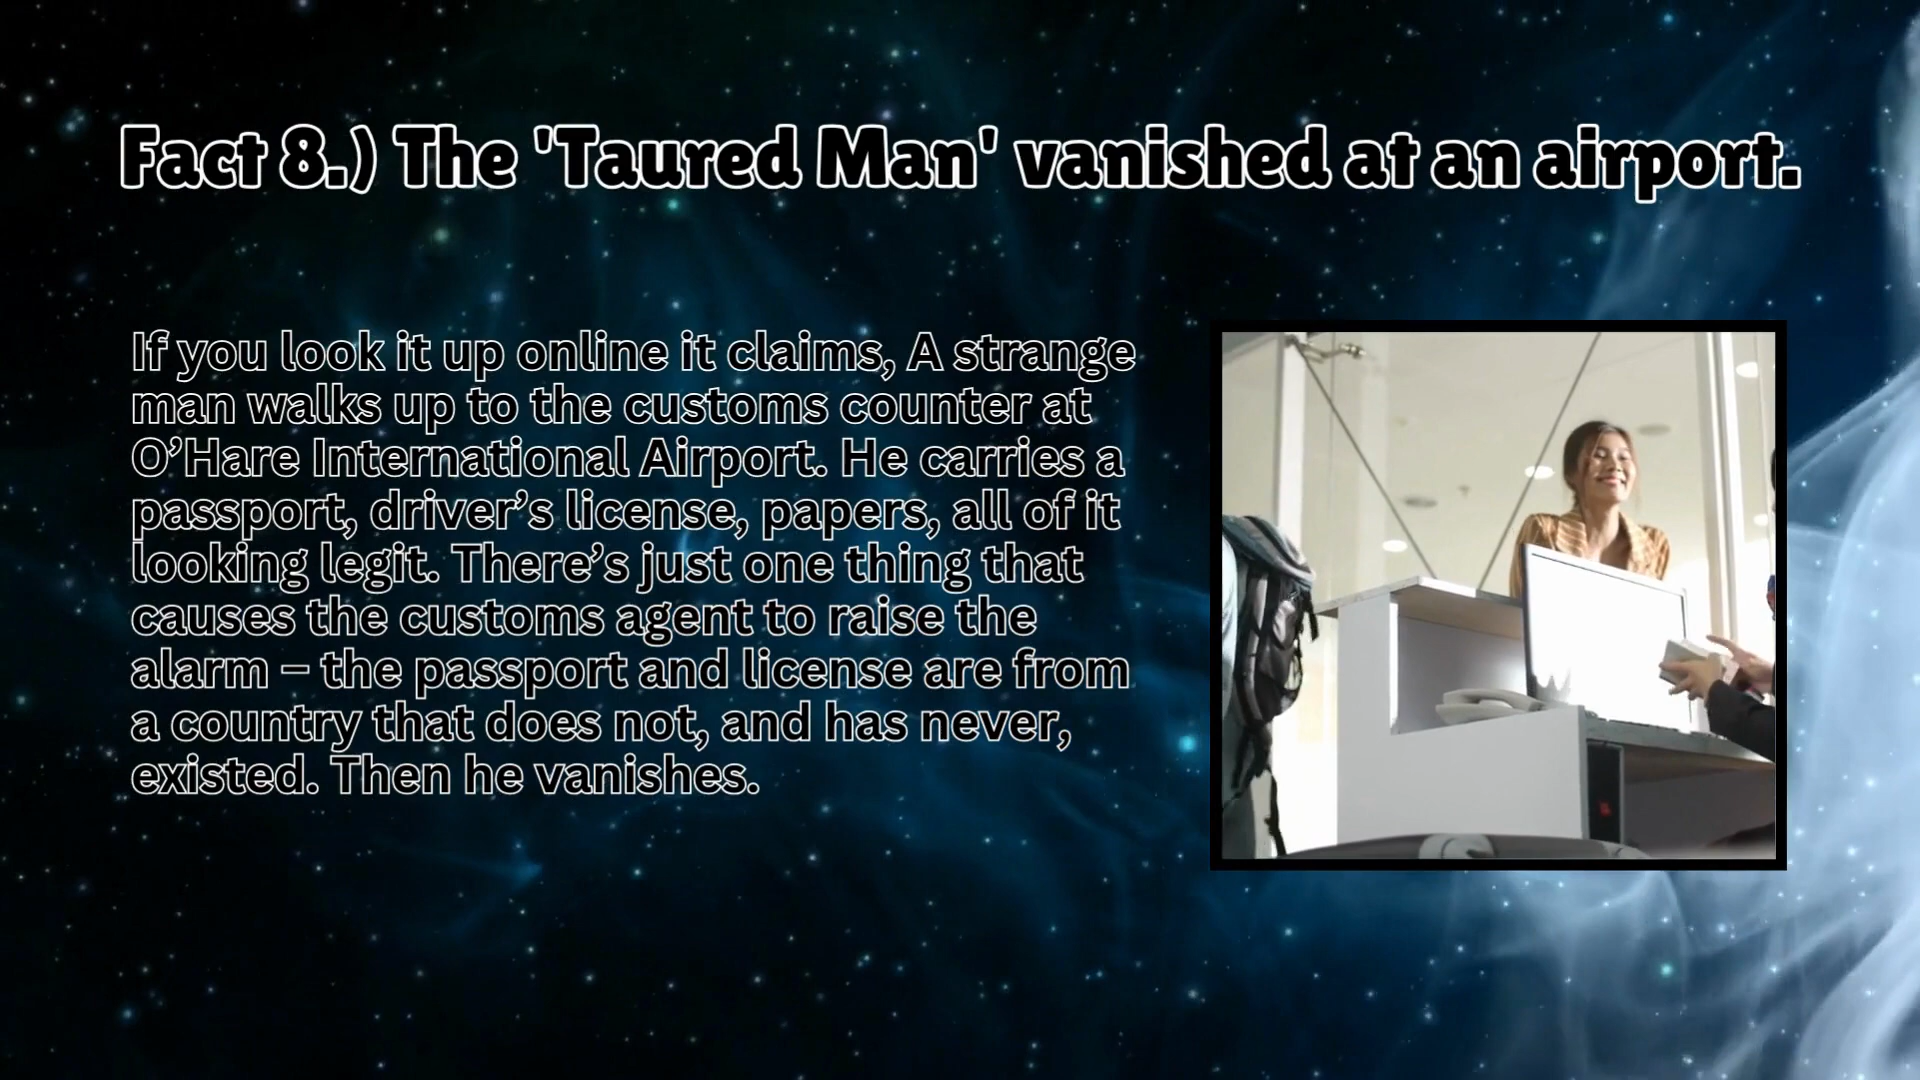 Fact 8.) The 'Taured Man' vanished at an airport.
If you look it up online it claims, A strange
man walks up to the customs counter at
O’Hare International Airport. He carries a
passport, driver’s license, papers, all of it
looking legit. There’s just one thing that
causes the customs agent to raise the
alarm – the passport and license are from
a country that does not, and has never,
existed. Then he vanishes.